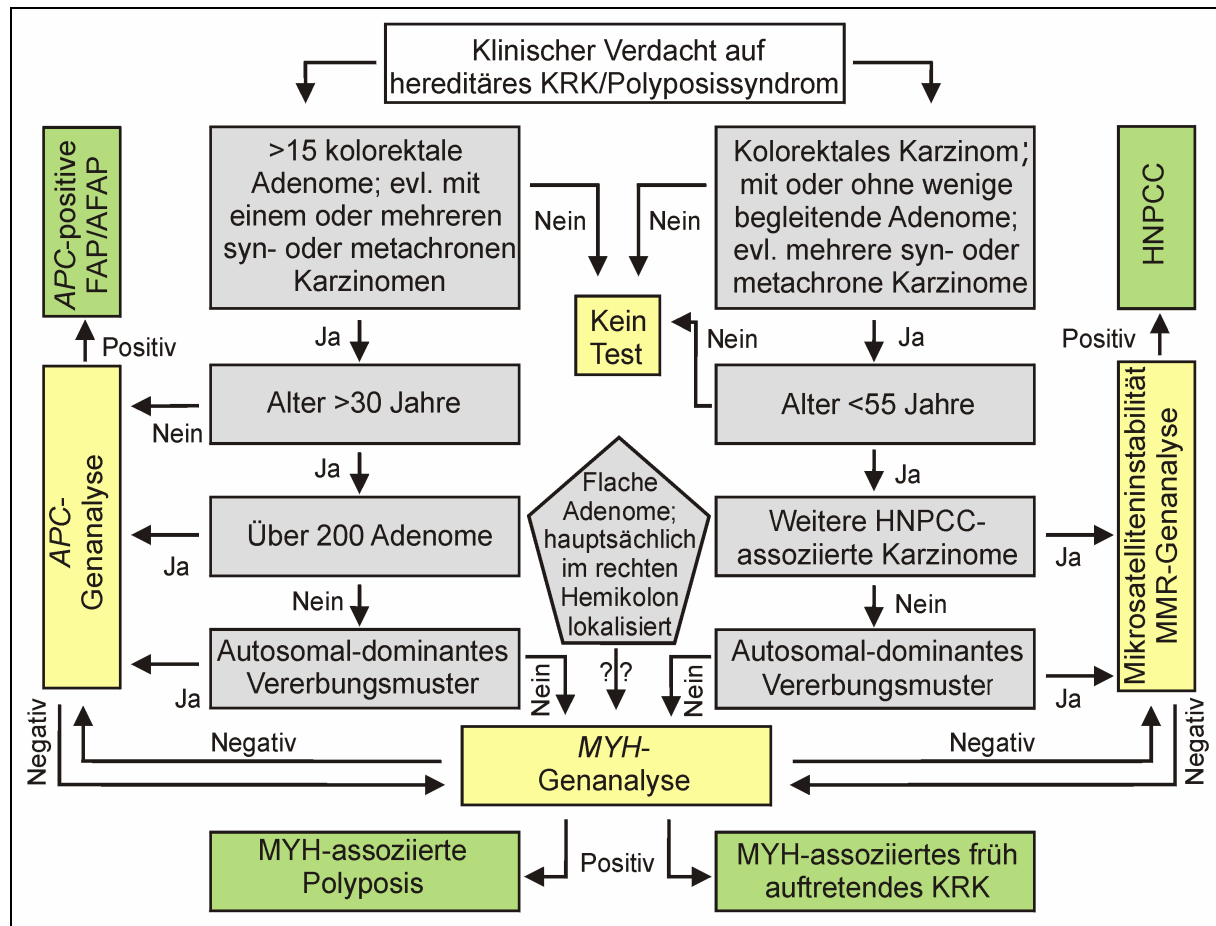 Klinischer Verdacht auf
hereditäres KRK/Polyposissyndrom
>15 kolorektale
Adenome; evl. mit
einem oder mehreren
syn- oder metachronen
Karzinomen
Nein
Nein
Kolorektales Karzinom;
mit oder ohne wenige
begleitende Adenome;
evl. mehrere syn- oder
metachrone Karzinome
APC-positive
FAP/AFAP
HNPCC
Kein
Test
Positiv
Ja
Nein
Ja
Positiv
Alter >30 Jahre
Alter <55 Jahre
Nein
Ja
Ja
APC-
Genanalyse
Mikrosatelliteninstabilität
MMR-Genanalyse
Flache
Adenome;
hauptsächlich
im rechten
Hemikolon
lokalisiert
Über 200 Adenome
Weitere HNPCC-
assoziierte Karzinome
Ja
Ja
Nein
Nein
Autosomal-dominantes
Vererbungsmuster
Autosomal-dominantes
Vererbungsmuster
Ja
Nein
? ?
Nein
Ja
Negativ
Negativ
MYH-
Genanalyse
Negativ
Negativ
MYH-assoziierte
Polyposis
Positiv
MYH-assoziiertes früh
auftretendes KRK